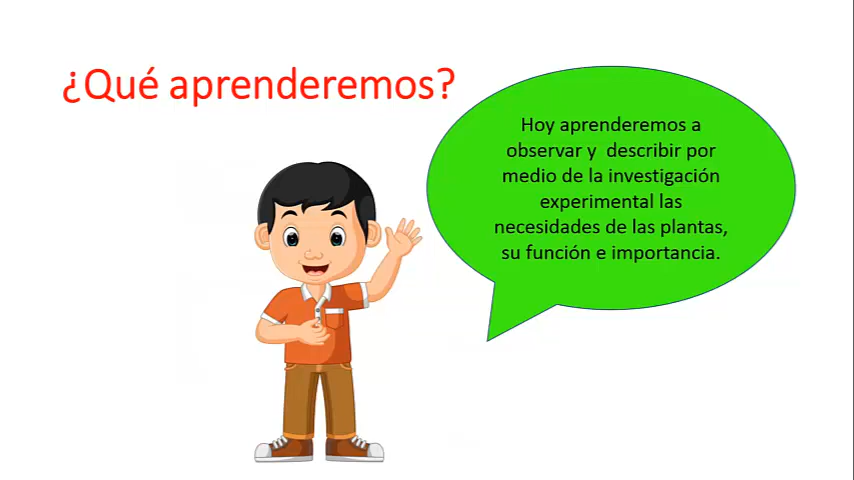 ¿Qué aprenderemos?
Hoy aprenderemos a
observar y  describir por
medio de la investigación
experimental las
necesidades de las plantas,
su función e importancia.